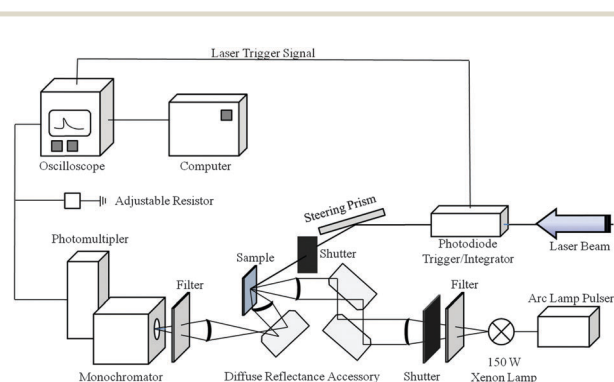 Laser Trigger Signal
Oscilloscope
Computer
Adjustable Resistor
Steering Prism
Photomultipler
Sample
Shutter
Photodiode
Trigger/Integrator
Laser Beam
Filter
Filter
Arc Lamp Pulser
Monochromator
Diffuse Reflectance Accessory
Shutter
150 W
Xenon Lamp